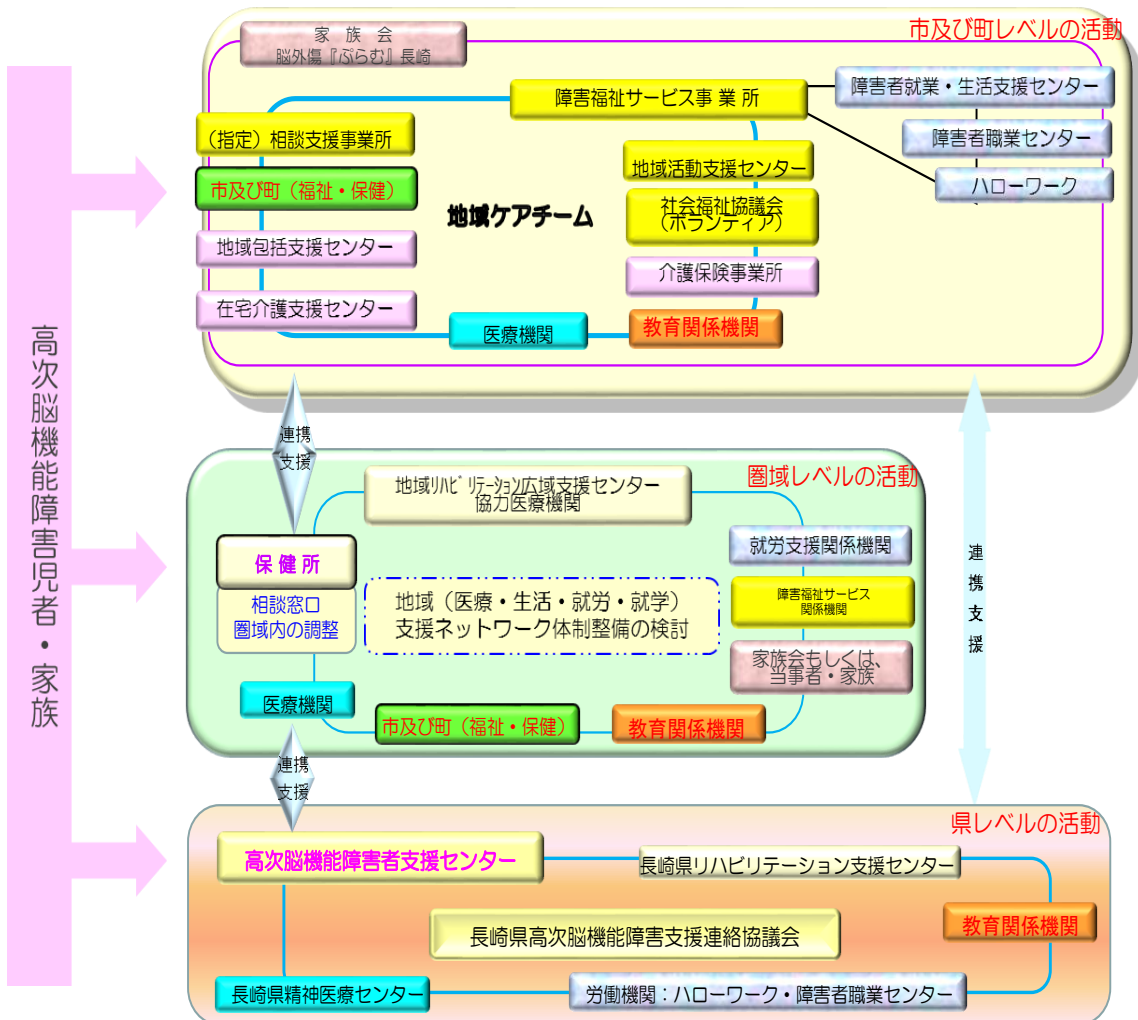 高次脳機能障害児者・家族
市及び町レベルの活動
家 族 会
脳外傷『ぷらむ』長崎
障害福祉サービス事 業 所
障害者就業・生活支援センター
障害者職業センター
ハローワーク
(指定)相談支援事業所
市及び町(福祉・保健)
地域包括支援センター
在宅介護支援センター
地域ケアチーム
地域活動支援センター
社会福祉協議会
(ボランティア)
介護保険事業所
教育関係機関
医療機関
連携
支援
圏域レベルの活動
地域リハビリテーション広域支援センター
協力医療機関
保 健 所
相談窓口
圏域内の調整
地域(医療・生活・就労・就学)
支援ネットワーク体制整備の検討
就労支援関係機関
障害福祉サービス
関係機関
家族会もしくは、
当事者・家族
医療機関
市及び町(福祉・保健)
教育関係機関
連携支援
連携
支援
県レベルの活動
高次脳機能障害者支援センター
長崎県リハビリテーション支援センター
教育関係機関
長崎県高次脳機能障害支援連絡協議会
長崎県精神医療センター
労働機関:ハローワーク・障害者職業センター